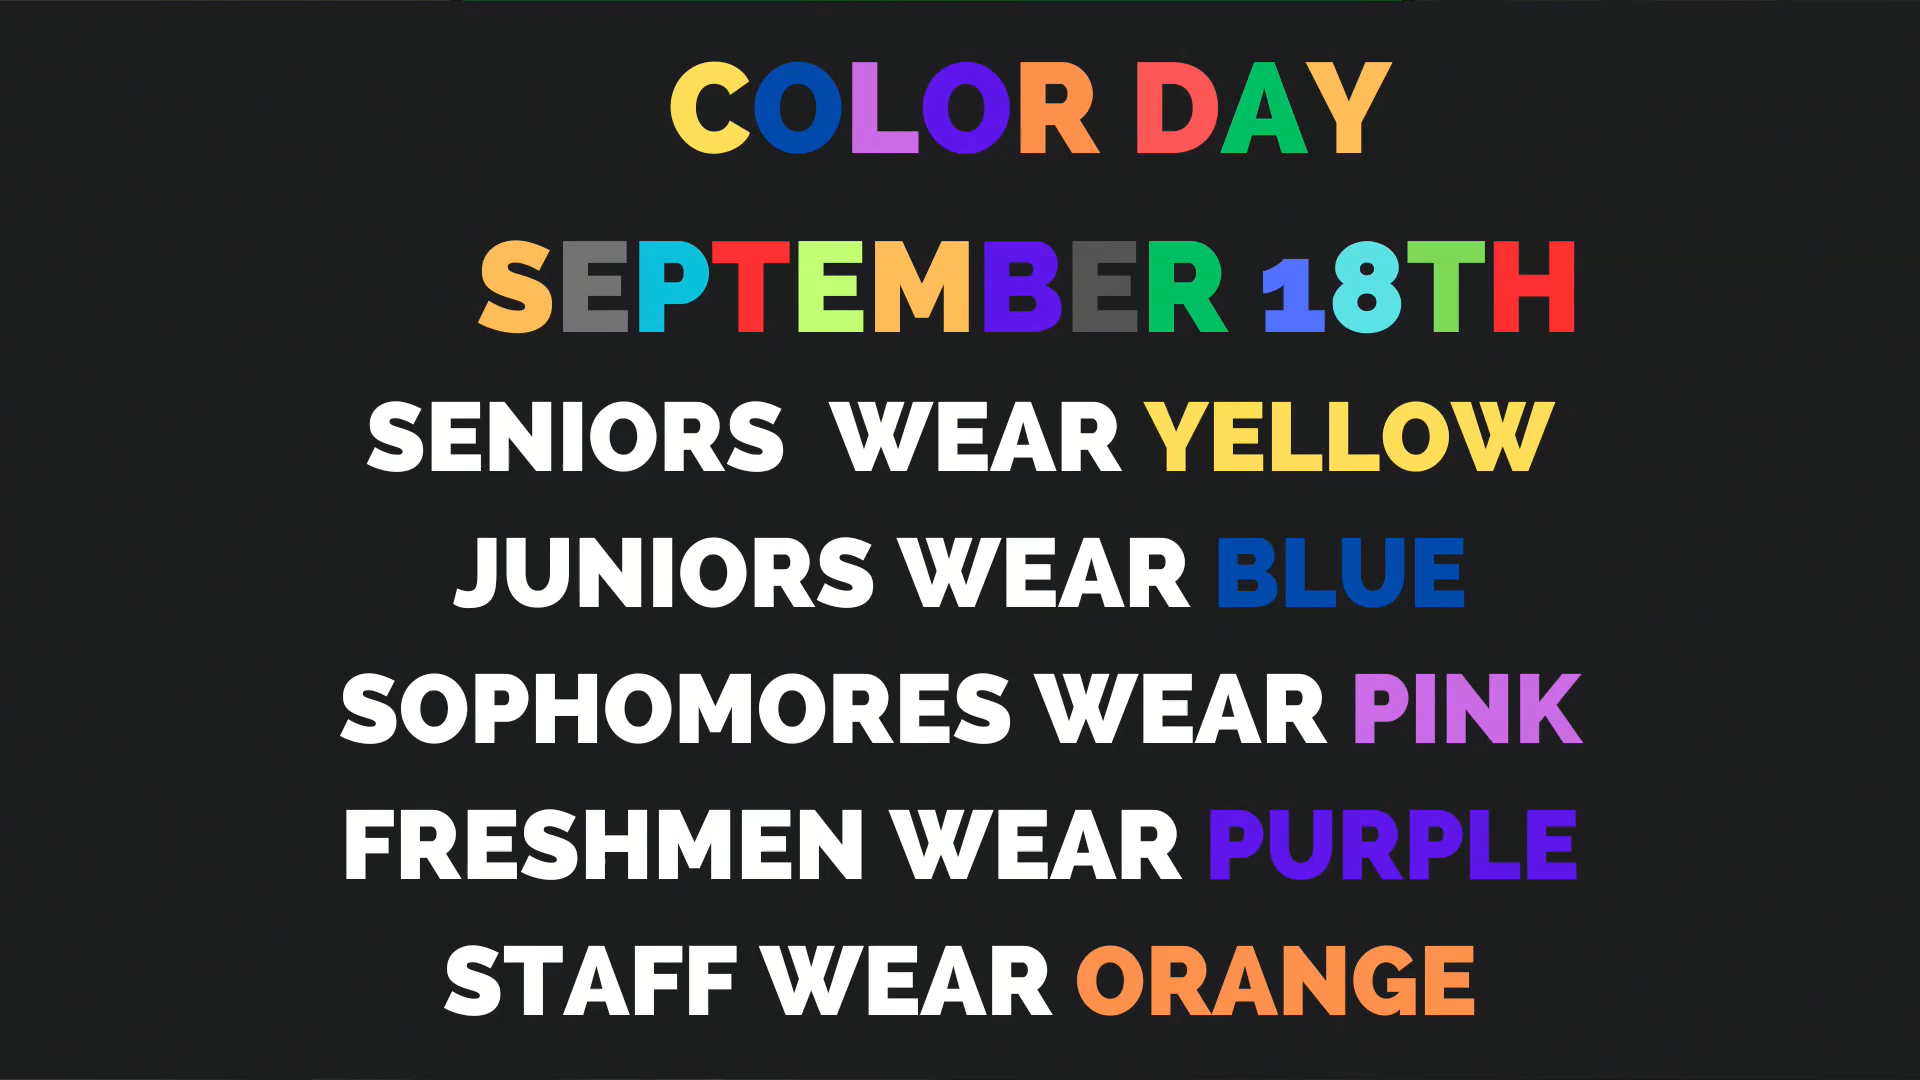 COLOR DAY
SEPTEMBER 18TH
SENIORS WEAR YELLOW
JUNIORS WEAR BLUE
SOPHOMORES WEAR PINK
FRESHMEN WEAR PURPLE
STAFF WEAR ORANGE